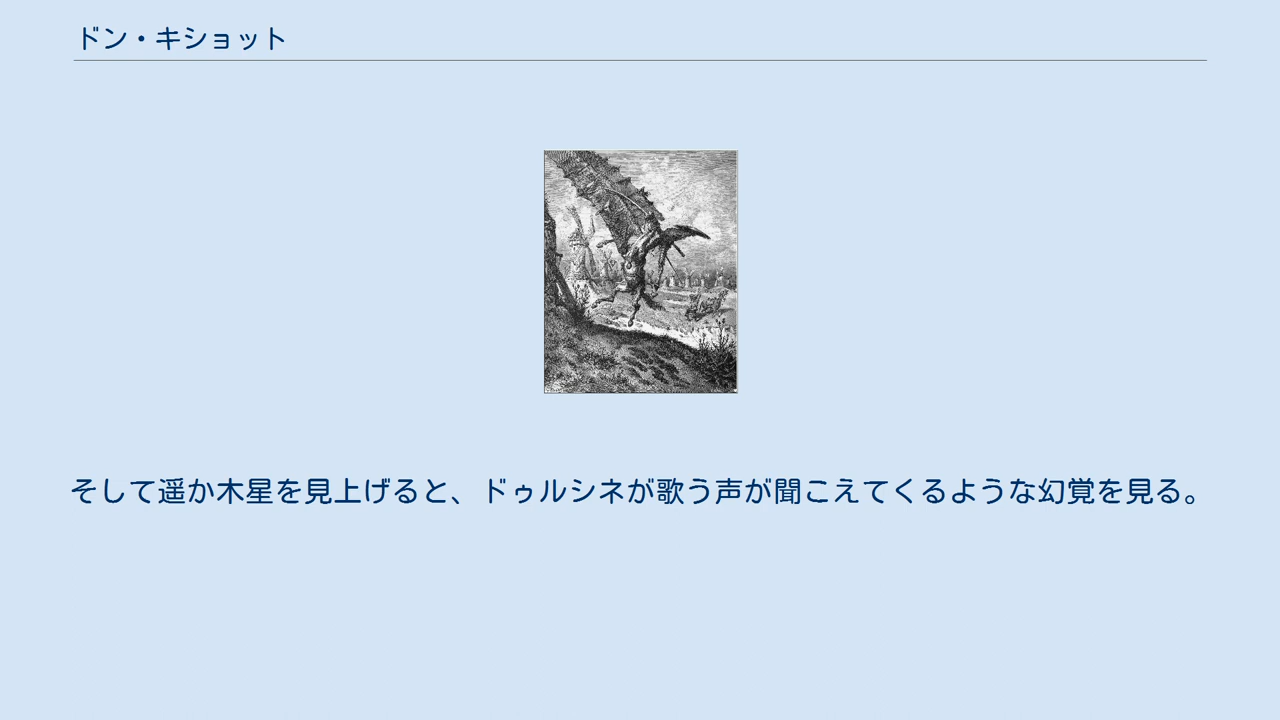 ドン・キショット
そして遥か木星を見上げると、ドゥルシネが歌う声が聞こえてくるような幻覚を見る。